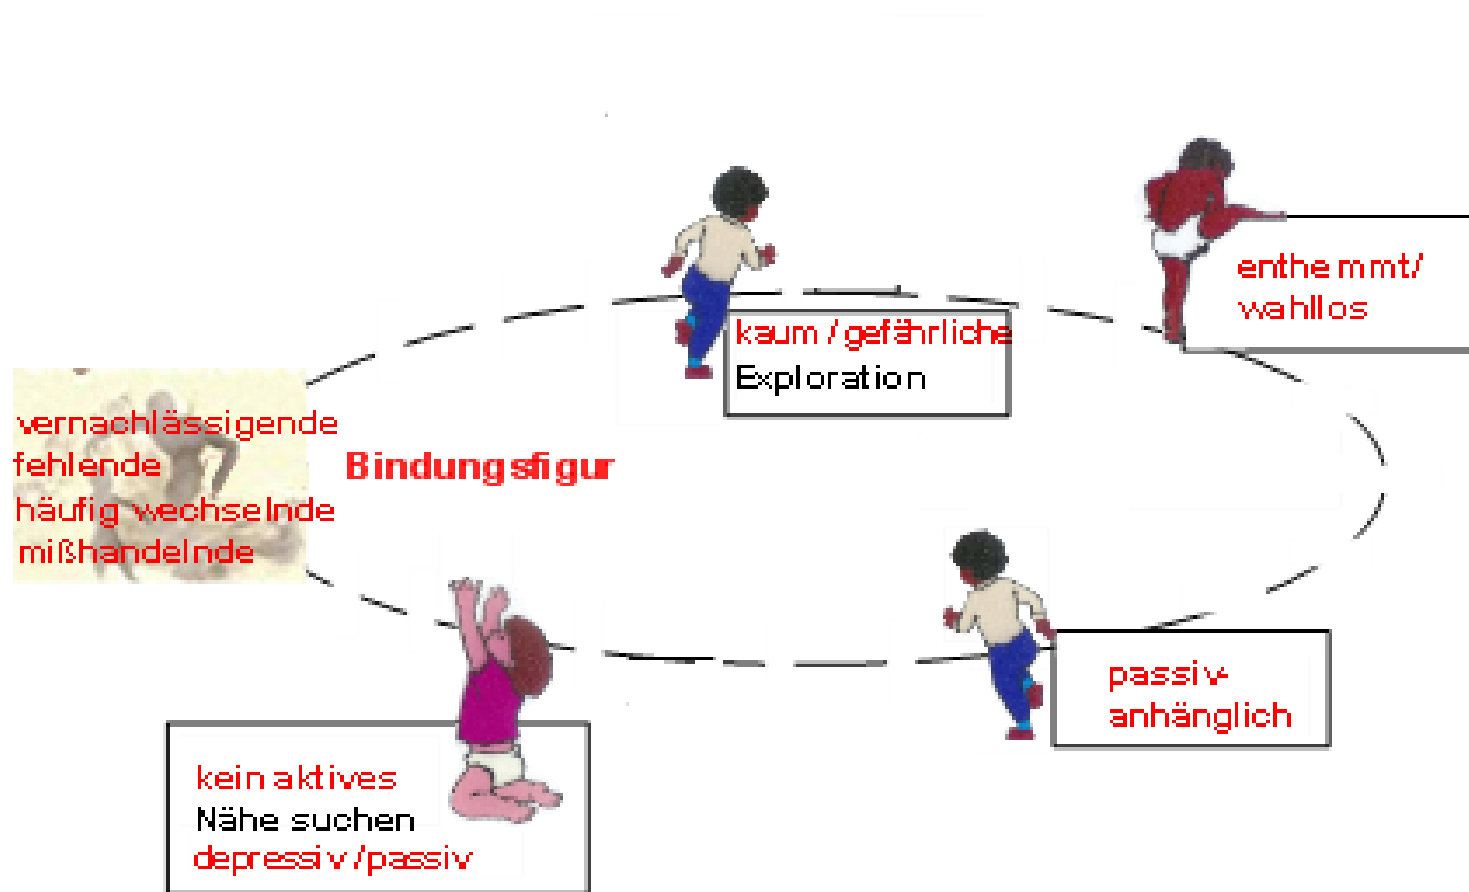 enthemmt/
wahllos
kaum / gefährliche
Exploration
vernachlässigende
fehlende
häufig wechselnde
mißhandelnde
Bindungsfigur
passiv-
anhänglich
kein aktives
Nähe suchen
depressiv /passiv